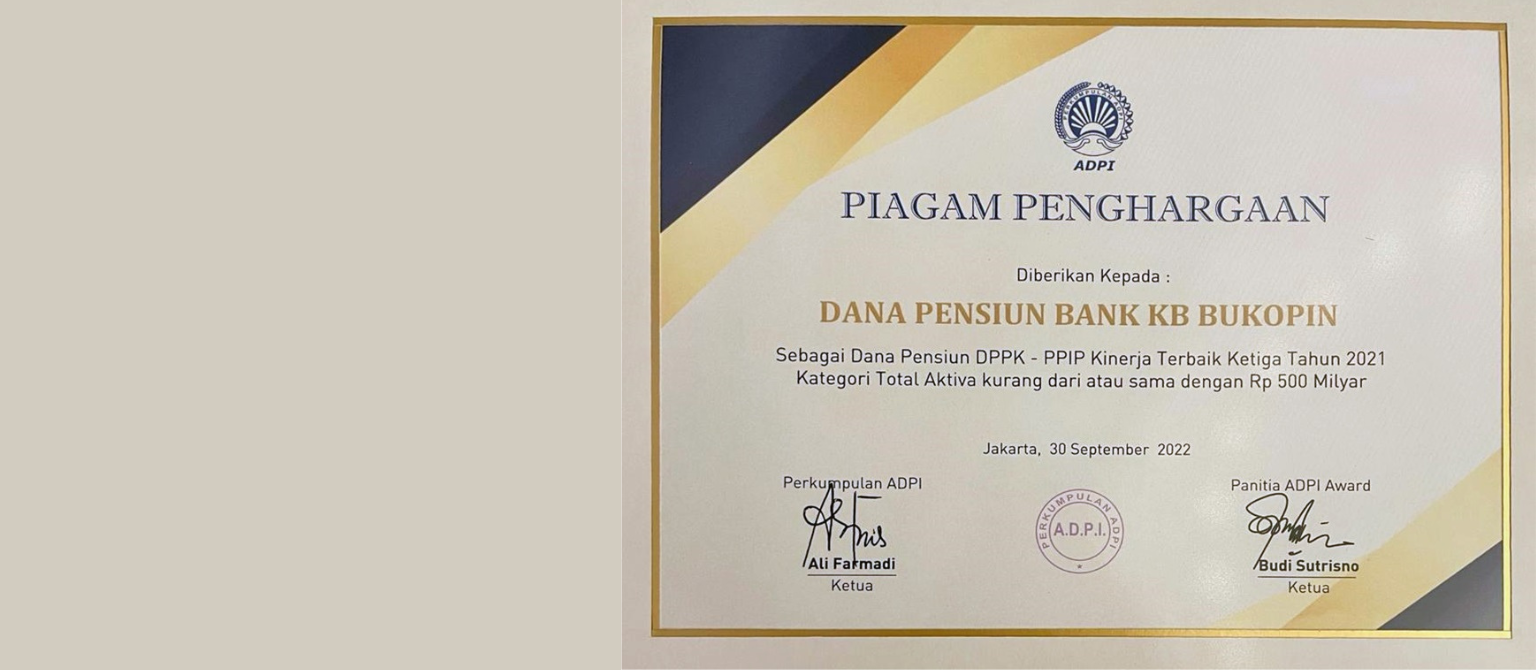 PERKUMPULAN ADPI
ADPI
PIAGAM PENGHARGAAN
Diberikan Kepada :
DANA PENSIUN BANK KB BUKOPIN
Sebagai Dana Pensiun DPPK - PPIP Kinerja Terbaik Ketiga Tahun 2021
Kategori Total Aktiva kurang dari atau sama dengan Rp 500 Milyar
Jakarta, 30 September 2022
Perkumpulan ADPI
Ali Farmadi
Ketua
PERKUMPULAN ADPI
A.D.P.I.
Panitia ADPI Award
Budi Sutrisno
Ketua